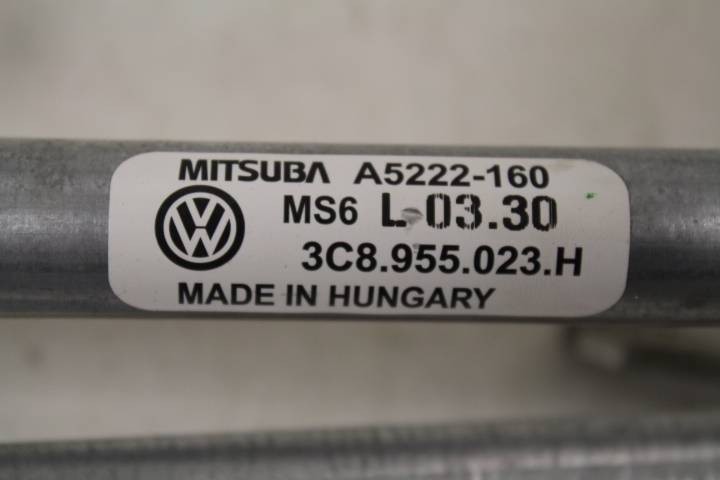 MITSUBA A5222-160
MS6 L 03.30
3C8.955.023.H
MADE IN HUNGARY